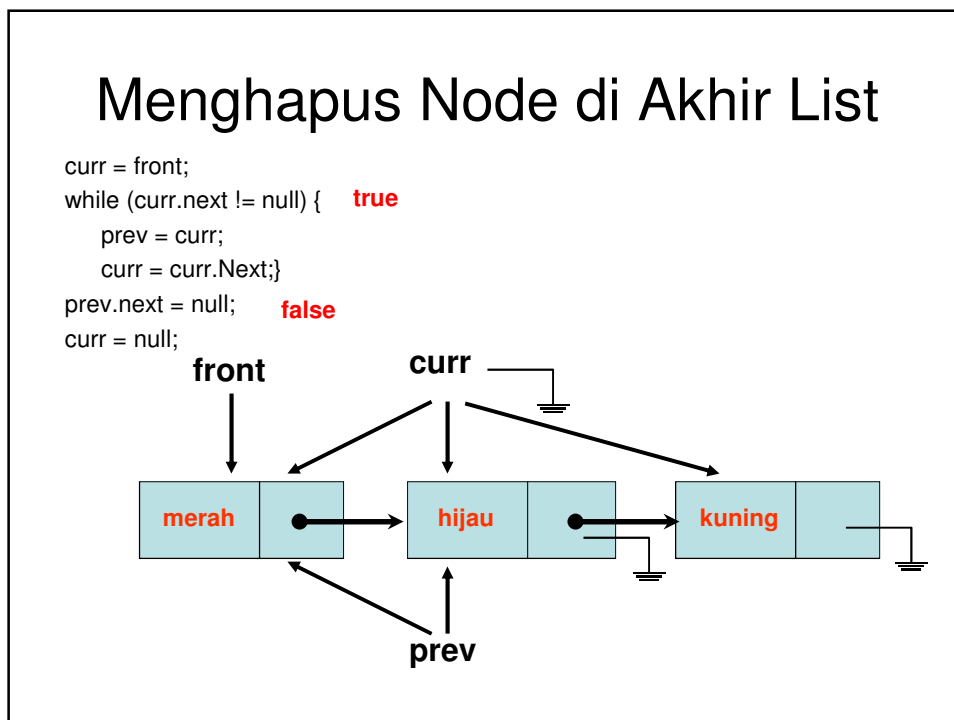 Menghapus Node di Akhir List
curr = front;
while (curr.next != null) { true
prev = curr;
curr = curr.Next;}
prev.next = null; false
curr = null;
front curr
merah hijau kuning
prev